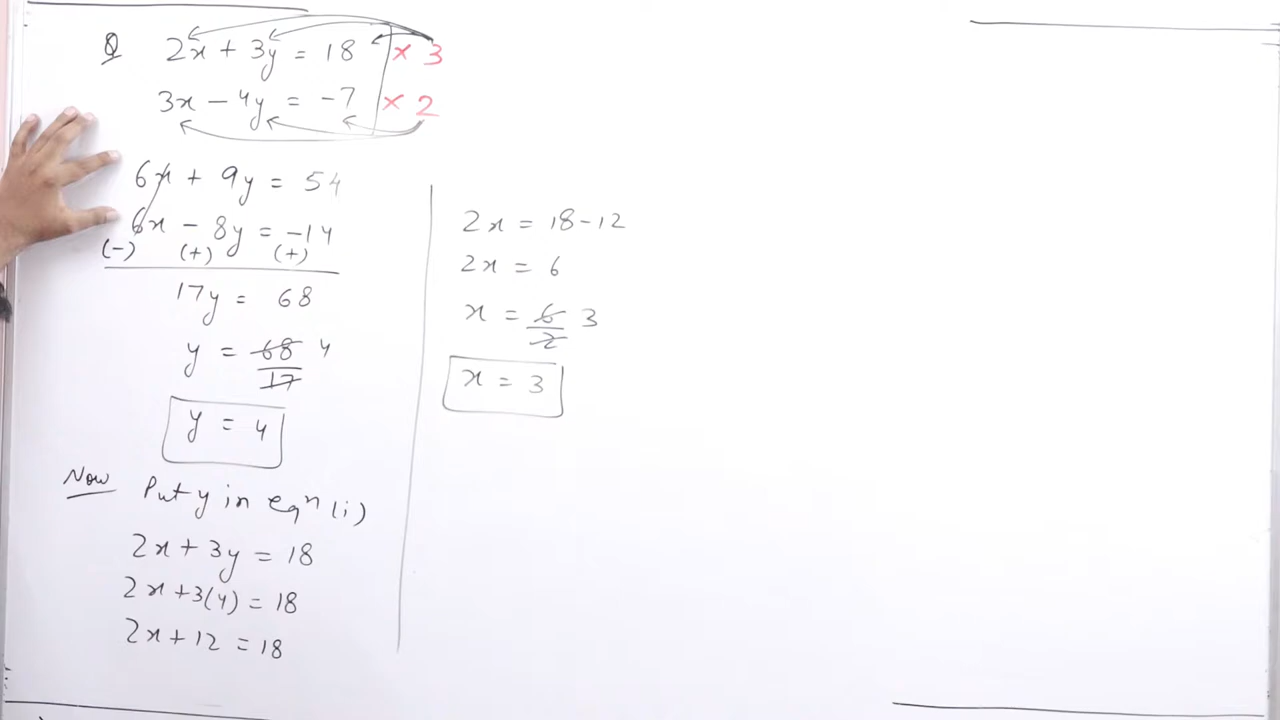 Q 2x + 3y = 18 × 3
3x - 4y = -7 × 2
6x + 9y = 54
6x - 8y = -14
(-) (+) (+)
17y = 68
y = 68/17 4
y = 4
Now Put y in eqⁿ (i)
2x + 3y = 18
2x + 3(4) = 18
2x + 12 = 18
2x = 18 - 12
2x = 6
x = 6/2 3
x = 3